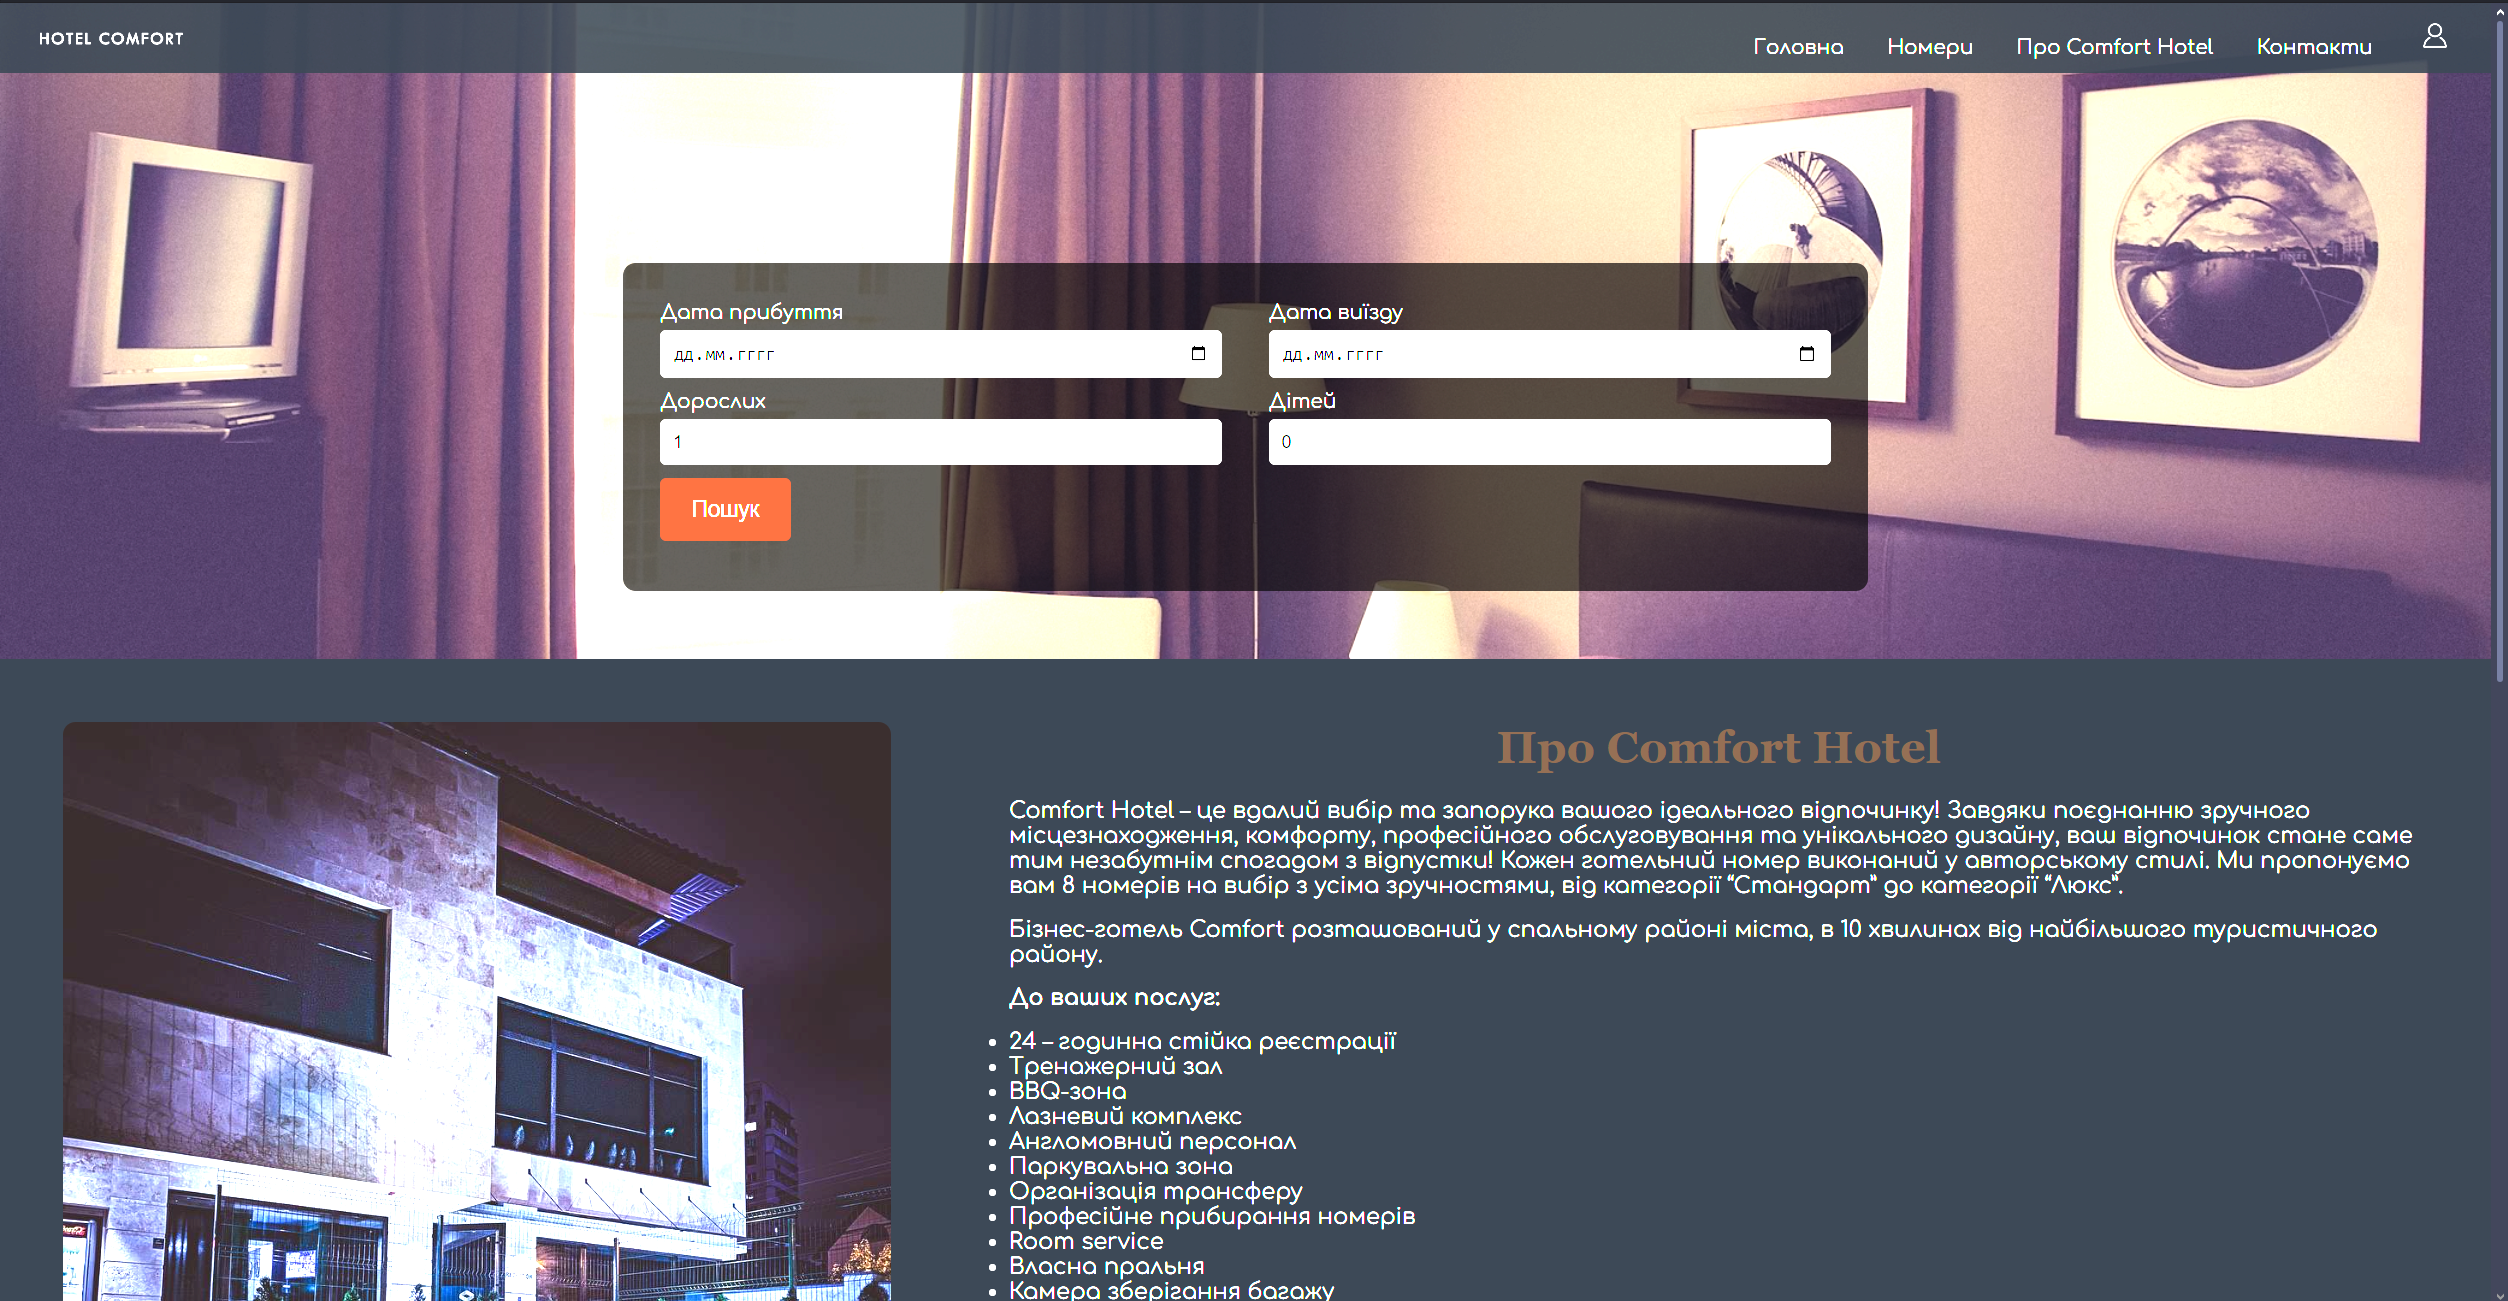 HOTEL COMFORT
Головна Номери Про Comfort Hotel Контакти
Дата прибуття Дата виїзду
дд.мм.гггг дд.мм.гггг
Дорослих Дітей
1 0
Пошук
Про Comfort Hotel
Comfort Hotel – це вдалий вибір та запорука вашого ідеального відпочинку! Завдяки поєднанню зручного
місцезнаходження, комфорту, професійного обслуговування та унікального дизайну, ваш відпочинок стане саме
тим незабутнім спогадом з відпустки! Кожен готельний номер виконаний у авторському стилі. Ми пропонуємо
вам 8 номерів на вибір з усіма зручностями, від категорії “Стандарт” до категорії “Люкс”.
Бізнес-готель Comfort розташований у спальному районі міста, в 10 хвилинах від найбільшого туристичного
району.
До ваших послуг:
24 – годинна стійка реєстрації
Тренажерний зал
BBQ-зона
Лазневий комплекс
Англомовний персонал
Паркувальна зона
Організація трансферу
Професійне прибирання номерів
Room service
Власна пральня
Камера зберігання багажу